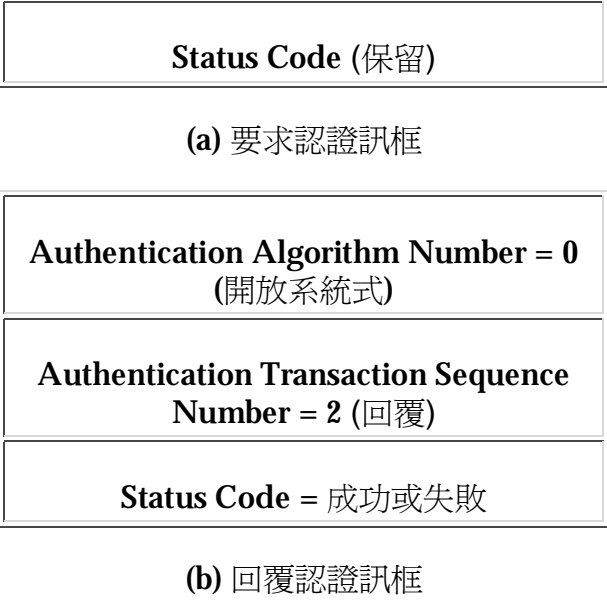 Status Code (保留)
(a) 要求認證訊框
Authentication Algorithm Number = 0
(開放系統式)
Authentication Transaction Sequence
Number = 2 (回覆)
Status Code = 成功或失敗
(b) 回覆認證訊框